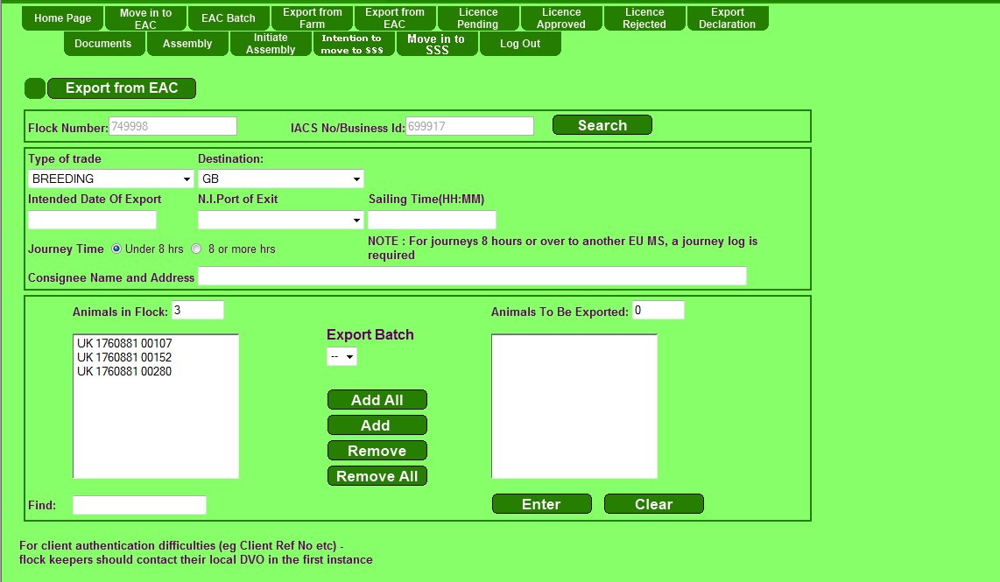 Home Page
Move in to EAC
EAC Batch
Export from Farm
Export from EAC
Licence Pending
Licence Approved
Licence Rejected
Export Declaration
Documents
Assembly
Initiate Assembly
Intention to move to SSS
Move in to SSS
Log Out
Export from EAC
Flock Number: 749998 IACS No/Business Id: 699917 Search
Type of trade Destination:
BREEDING GB
Intended Date Of Export N.I.Port of Exit Sailing Time(HH:MM)
Journey Time Under 8 hrs 8 or more hrs
NOTE : For journeys 8 hours or over to another EU MS, a journey log is
required
Consignee Name and Address
Animals in Flock: 3 Animals To Be Exported: 0
UK 1760881 00107
UK 1760881 00152
UK 1760881 00280
Export Batch
--
Add All
Add
Remove
Remove All
Find:
Enter Clear
For client authentication difficulties (eg Client Ref No etc) -
flock keepers should contact their local DVO in the first instance